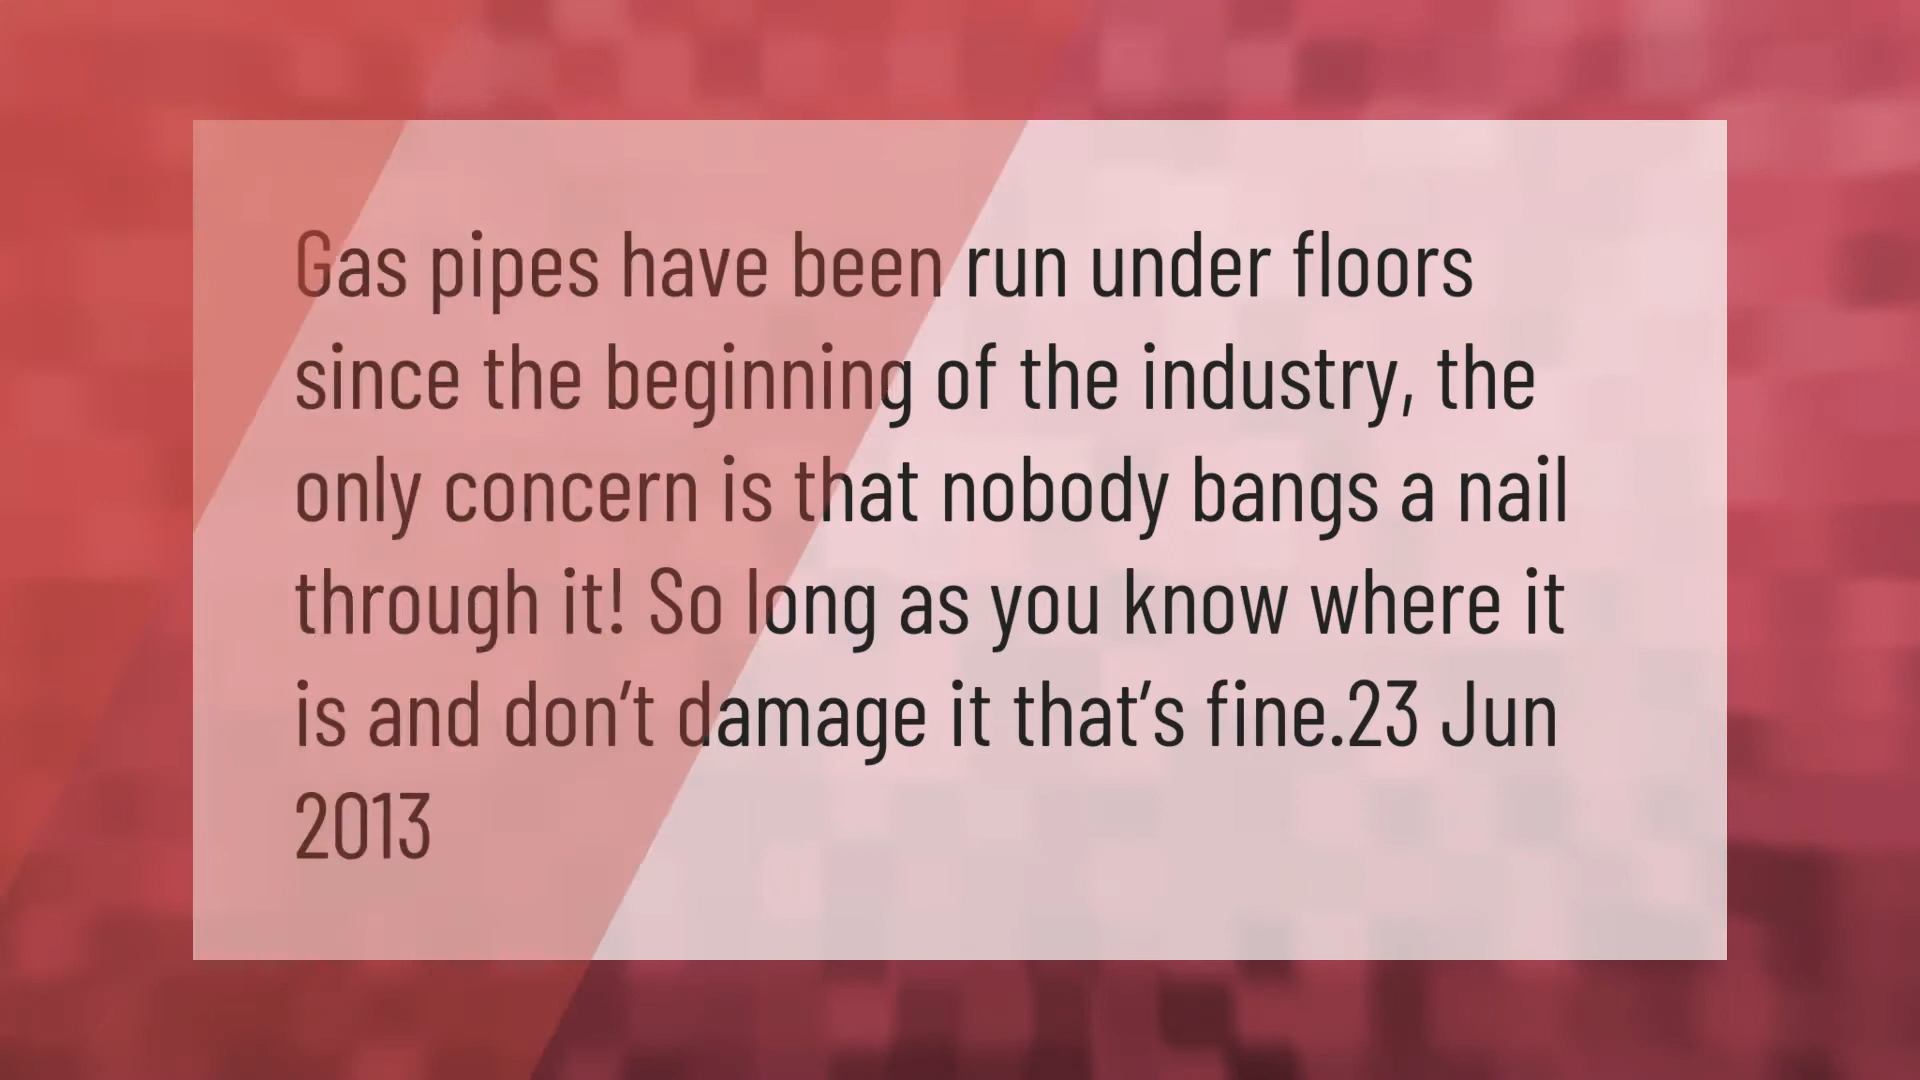 Gas pipes have been run under floors
since the beginning of the industry, the
only concern is that nobody bangs a nail
through it! So long as you know where it
is and don’t damage it that’s fine.23 Jun
2013